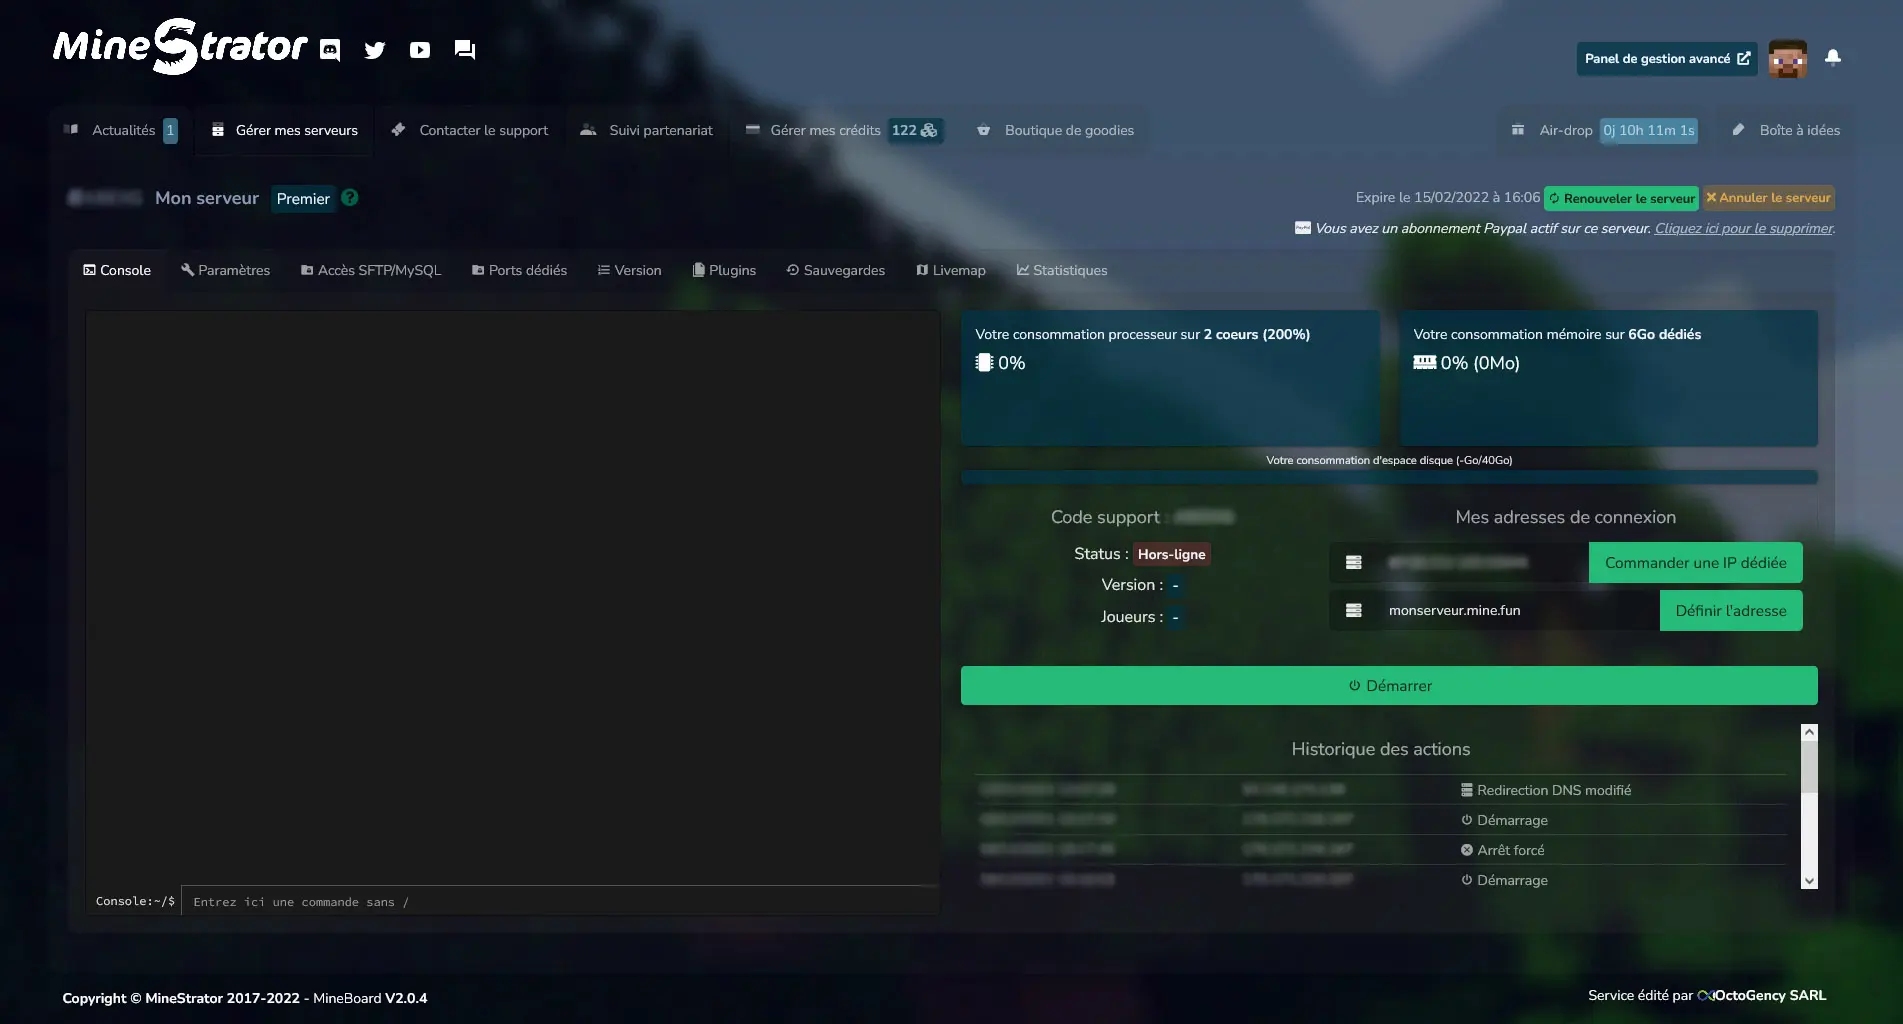 MineStrator
Panel de gestion avancé
Actualités 1
Gérer mes serveurs
Contacter le support
Suivi partenariat
Gérer mes crédits 122
Boutique de goodies
Air-drop 0j 10h 11m 1s
Boîte à idées
Mon serveur Premier ?
Expire le 15/02/2022 à 16:06 Renouveler le serveur Annuler le serveur
PayPal Vous avez un abonnement Paypal actif sur ce serveur. Cliquez ici pour le supprimer.
Console
Paramètres
Accès SFTP/MySQL
Ports dédiés
Version
Plugins
Sauvegardes
Livemap
Statistiques
Console:~/$ Entrez ici une commande sans /
Votre consommation processeur sur 2 coeurs (200%)
0%
Votre consommation mémoire sur 6Go dédiés
0% (0Mo)
Votre consommation d'espace disque (-Go/40Go)
Code support :
Status : Hors-ligne
Version : -
Joueurs : -
Mes adresses de connexion
Commander une IP dédiée
monserveur.mine.fun Définir l'adresse
Démarrer
Historique des actions
Redirection DNS modifié
Démarrage
Arrêt forcé
Démarrage
Copyright © MineStrator 2017-2022 - MineBoard V2.0.4
Service édité par OctoGency SARL